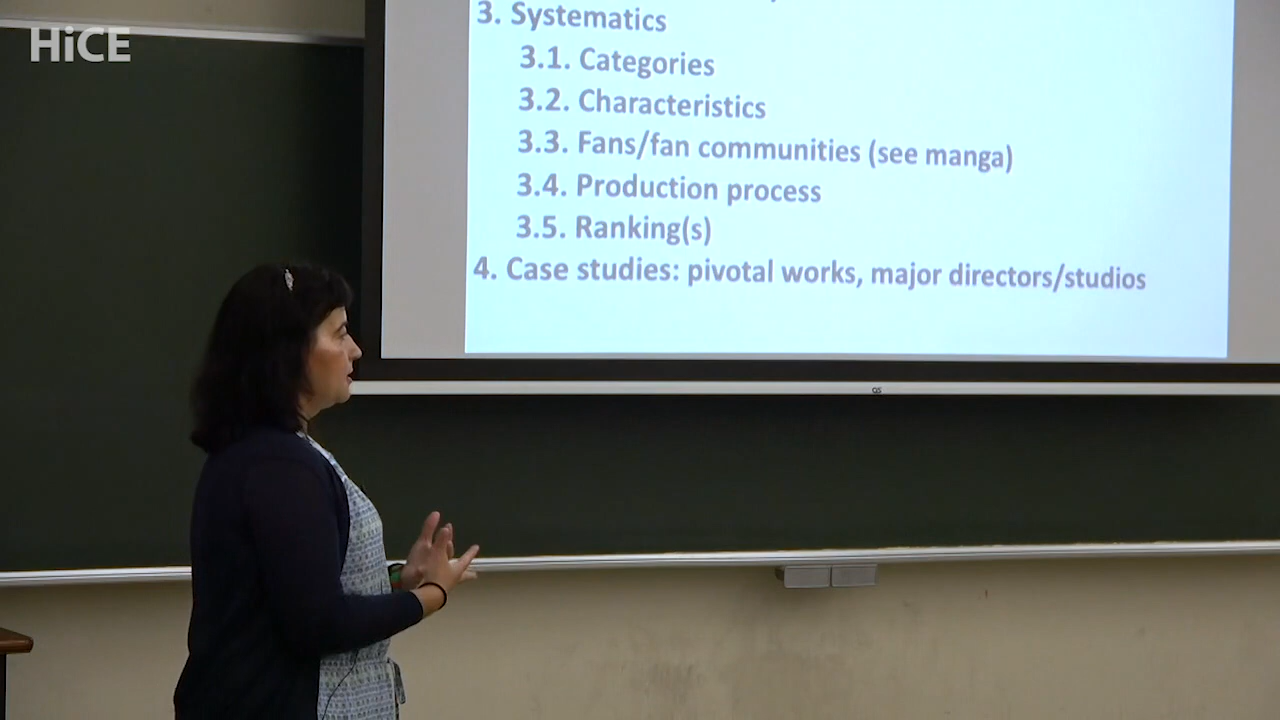 HiCE
3. Systematics
3.1. Categories
3.2. Characteristics
3.3. Fans/fan communities (see manga)
3.4. Production process
3.5. Ranking(s)
4. Case studies: pivotal works, major directors/studios